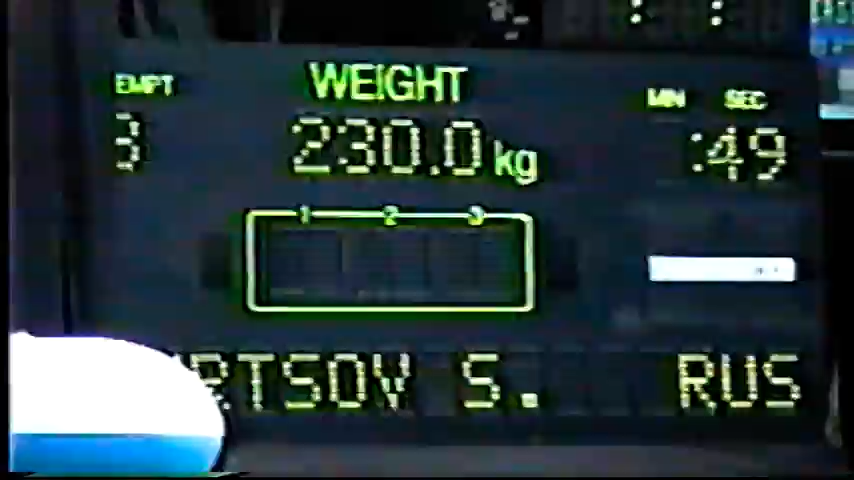 EMPT WEIGHT MIN SEC
3 230.0 kg :49
1 2 3
RTSOV S. RUS